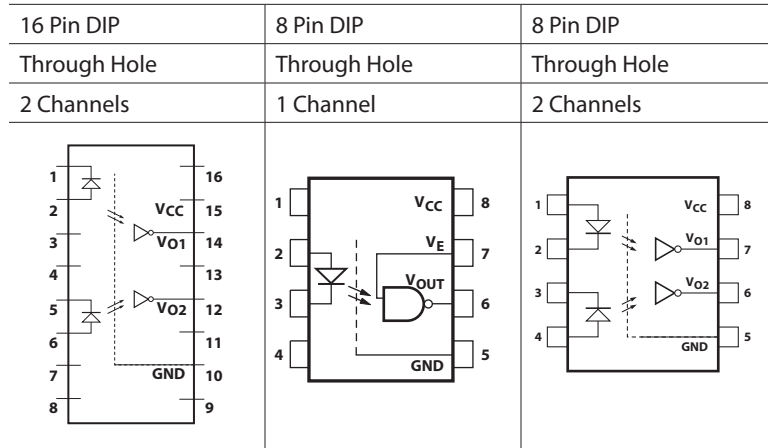 16 Pin DIP 8 Pin DIP 8 Pin DIP
Through Hole Through Hole Through Hole
2 Channels 1 Channel 2 Channels
1
2
3
4
5
6
7
8
16
VCC 15
VO1 14
13
VO2 12
11
GND 10
9
1
2
3
4
VCC 8
VE 7
VOUT 6
GND 5
1
2
3
4
VCC 8
VO1 7
VO2 6
GND 5